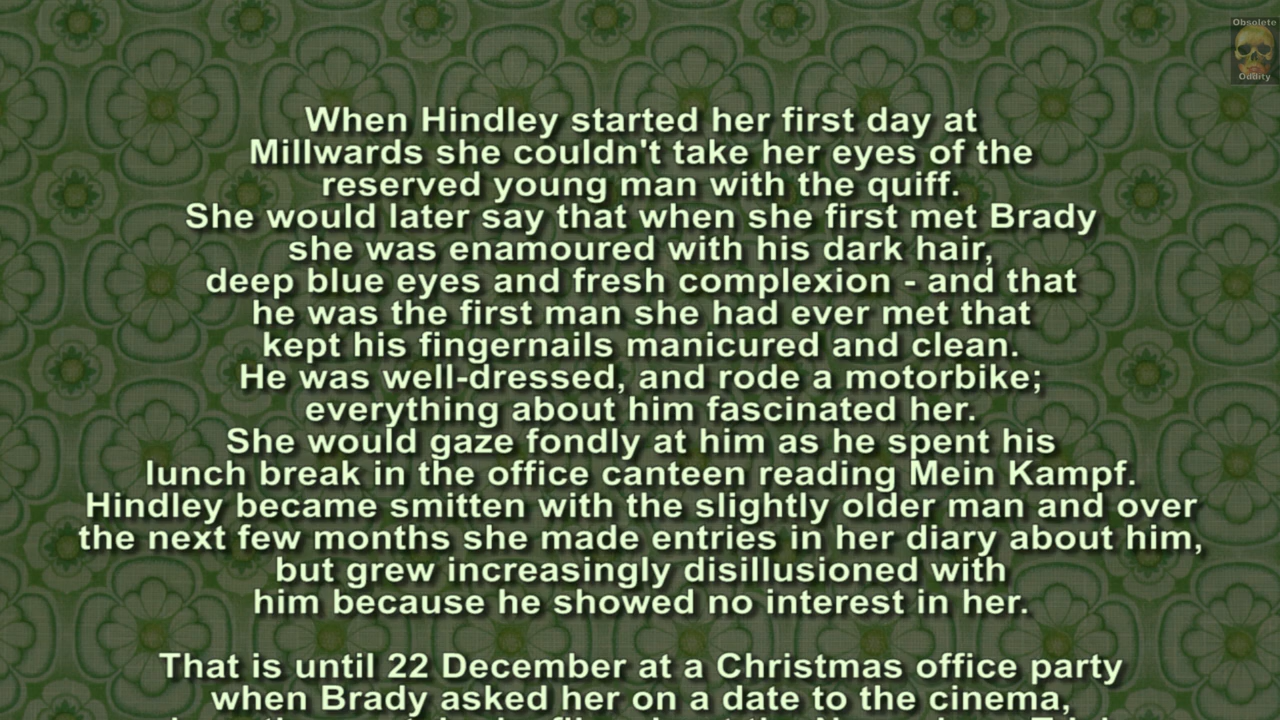 Obsolete
Oddity
When Hindley started her first day at
Millwards she couldn't take her eyes of the
reserved young man with the quiff.
She would later say that when she first met Brady
she was enamoured with his dark hair,
deep blue eyes and fresh complexion - and that
he was the first man she had ever met that
kept his fingernails manicured and clean.
He was well-dressed, and rode a motorbike;
everything about him fascinated her.
She would gaze fondly at him as he spent his
lunch break in the office canteen reading Mein Kampf.
Hindley became smitten with the slightly older man and over
the next few months she made entries in her diary about him,
but grew increasingly disillusioned with
him because he showed no interest in her.
That is until 22 December at a Christmas office party
when Brady asked her on a date to the cinema,